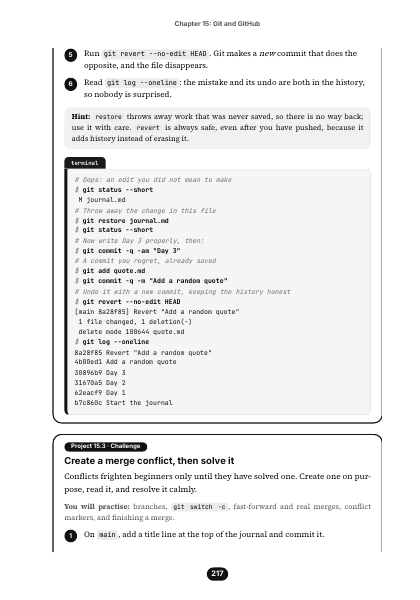 Chapter 15: Git and GitHub
5 Run git revert --no-edit HEAD. Git makes a new commit that does the
opposite, and the file disappears.
6 Read git log --oneline: the mistake and its undo are both in the history,
so nobody is surprised.
Hint: restore throws away work that was never saved, so there is no way back;
use it with care. revert is always safe, even after you have pushed, because it
adds history instead of erasing it.
terminal
# Oops: an edit you did not mean to make
$ git status --short
 M journal.md
# Throw away the change in this file
$ git restore journal.md
$ git status --short
# Now write Day 3 properly, then:
$ git commit -q -am "Day 3"
# A commit you regret, already saved
$ git add quote.md
$ git commit -q -m "Add a random quote"
# Undo it with a new commit, keeping the history honest
$ git revert --no-edit HEAD
[main 8a28f85] Revert "Add a random quote"
 1 file changed, 1 deletion(-)
 delete mode 100644 quote.md
$ git log --oneline
8a28f85 Revert "Add a random quote"
4b00ed1 Add a random quote
30896b9 Day 3
31670a5 Day 2
62eacf9 Day 1
b7c860c Start the journal
Project 15.3 · Challenge
Create a merge conflict, then solve it
Conflicts frighten beginners only until they have solved one. Create one on pur-
pose, read it, and resolve it calmly.
You will practise: branches, git switch -c, fast-forward and real merges, conflict
markers, and finishing a merge.
1 On main, add a title line at the top of the journal and commit it.
217